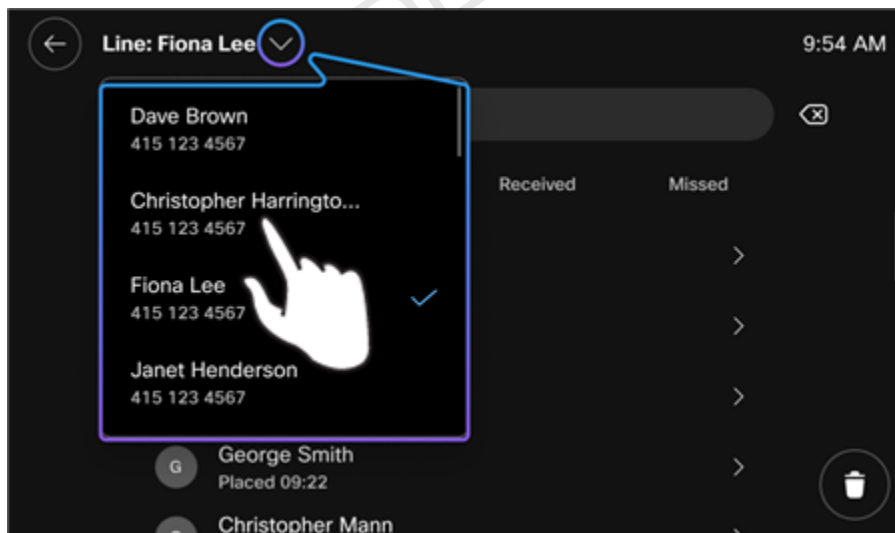 Line: Fiona Lee
9:54 AM
Dave Brown
415 123 4567
Christopher Harringto...
415 123 4567
Fiona Lee
415 123 4567
Janet Henderson
415 123 4567
Received
Missed
G
George Smith
Placed 09:22
Christopher Mann